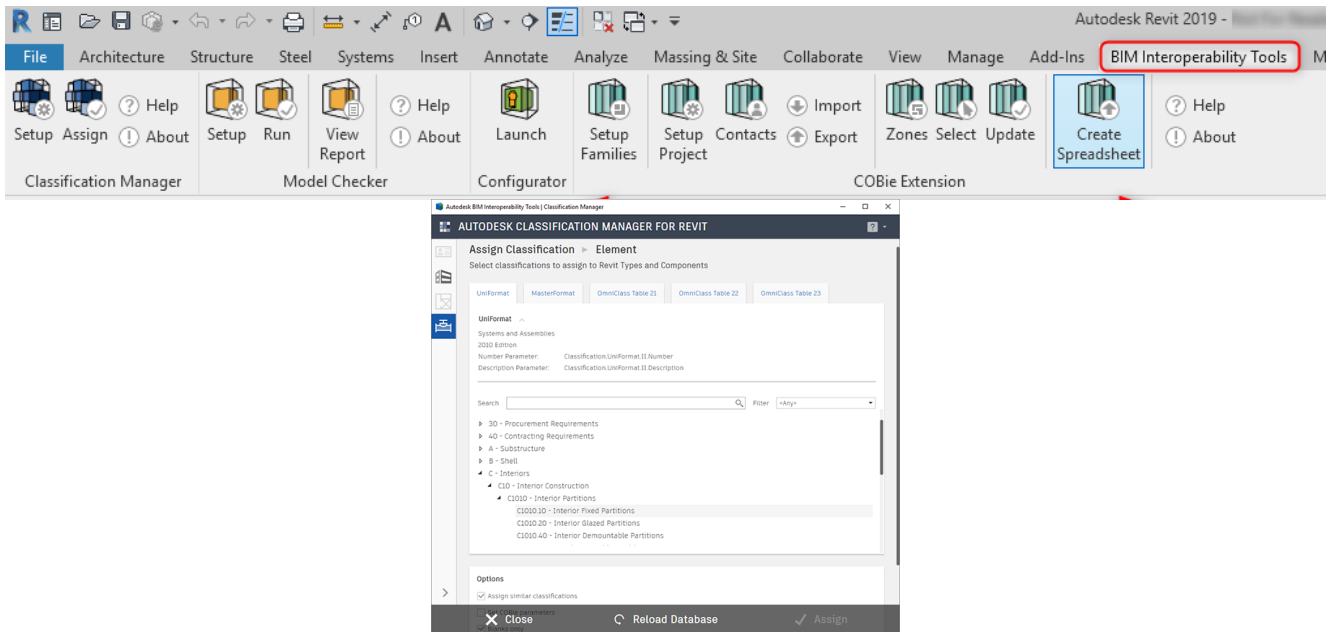 Autodesk Revit 2019 -
File Architecture Structure Steel Systems Insert Annotate Analyze Massing & Site Collaborate View Manage Add-Ins BIM Interoperability Tools M
Setup Assign Help About
Classification Manager
Setup Run View Report Help About
Model Checker
Launch
Configurator
Setup Families Setup Project Contacts Import Export Zones Select Update Create Spreadsheet Help About
COBie Extension
Autodesk BIM Interoperability Tools | Classification Manager
AUTODESK CLASSIFICATION MANAGER FOR REVIT
Assign Classification Element
Select classifications to assign to Revit Types and Components
UniFormat MasterFormat OmniClass Table 21 OmniClass Table 22 OmniClass Table 23
UniFormat
Systems and Assemblies
2010 Edition
Number Parameter: Classification.UniFormat.II.Number
Description Parameter: Classification.UniFormat.II.Description
Search Filter <Any>
30 - Procurement Requirements
40 - Contracting Requirements
A - Substructure
B - Shell
C - Interiors
C10 - Interior Construction
C1010 - Interior Partitions
C1010.10 - Interior Fixed Partitions
C1010.20 - Interior Glazed Partitions
C1010.40 - Interior Demountable Partitions
Options
Assign similar classifications
Set COBie parameters
Blanks only
Close Reload Database Assign